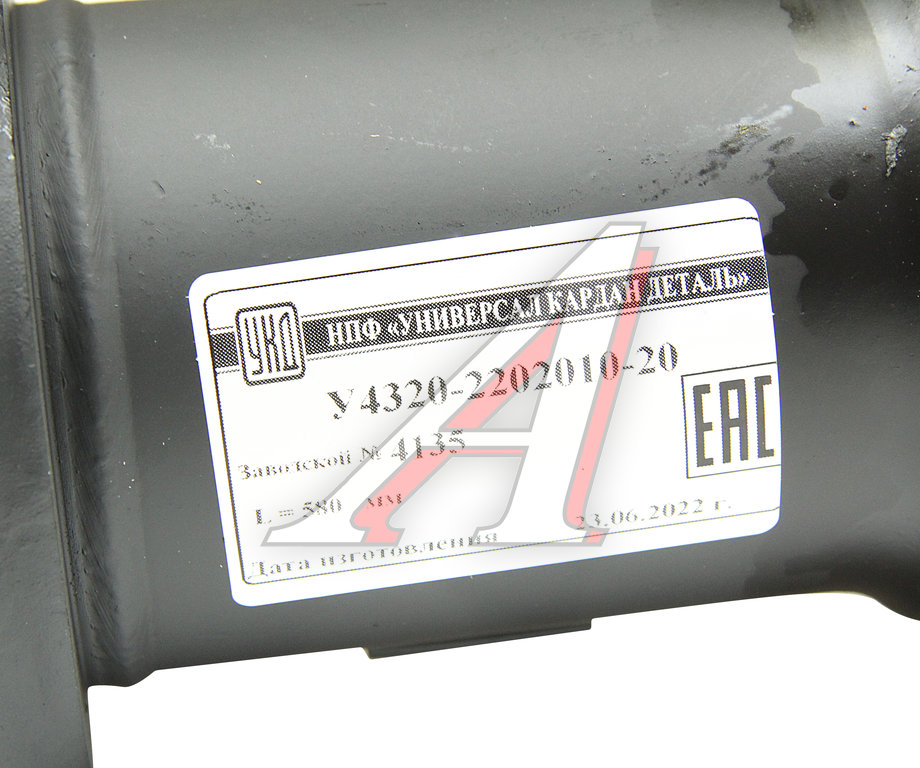 УКД
НПФ «УНИВЕРСАЛ КАРДАН ДЕТАЛЬ»
У4320-2202010-20
EAC
Заводской № 4135
L = 580 мм
Дата изготовления 23.06.2022 г.